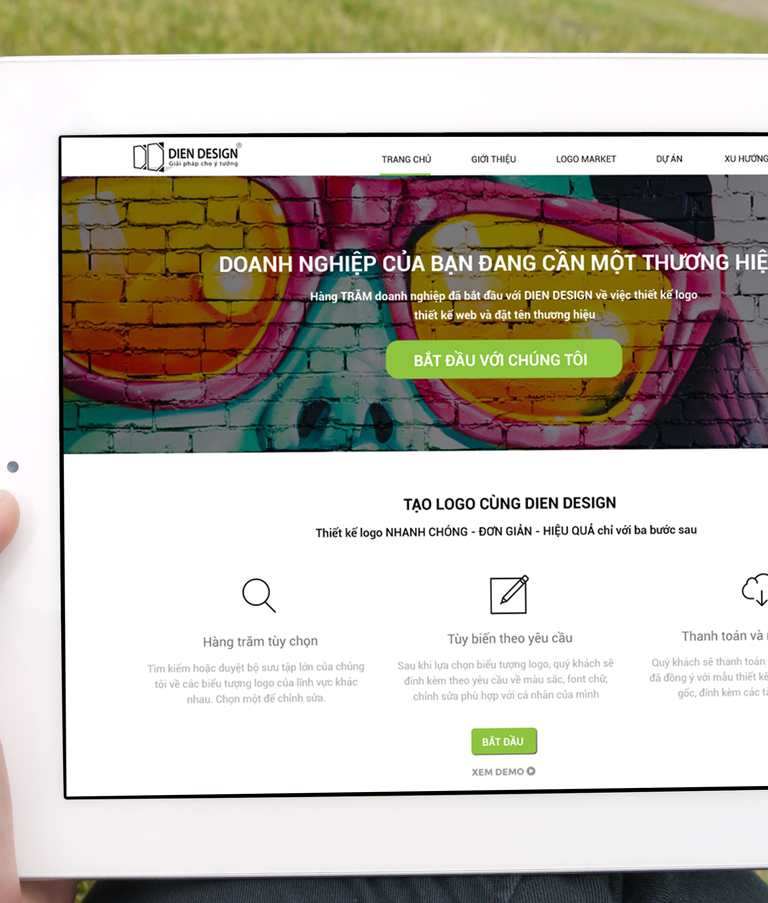 DIEN DESIGN®
Giải pháp cho ý tưởng
TRANG CHỦ GIỚI THIỆU LOGO MARKET DỰ ÁN XU HƯỚNG
DOANH NGHIỆP CỦA BẠN ĐANG CẦN MỘT THƯƠNG HIỆ
Hàng TRĂM doanh nghiệp đã bắt đầu với DIEN DESIGN về việc thiết kế logo
thiết kế web và đặt tên thương hiệu
BẮT ĐẦU VỚI CHÚNG TÔI
TẠO LOGO CÙNG DIEN DESIGN
Thiết kế logo NHANH CHÓNG - ĐƠN GIẢN - HIỆU QUẢ chỉ với ba bước sau
Hàng trăm tùy chọn
Tìm kiếm hoặc duyệt bộ sưu tập lớn của chúng
tôi về các biểu tượng logo của lĩnh vực khác
nhau. Chọn một để chỉnh sửa.
Tùy biến theo yêu cầu
Sau khi lựa chọn biểu tượng logo, quý khách sẽ
đính kèm theo yêu cầu về màu sắc, font chữ,
chỉnh sửa phù hợp với cá nhân của mình
Thanh toán và
Quý khách sẽ thanh toán
đã đồng ý với mẫu thiết kế
gốc, đính kèm các
BẮT ĐẦU
XEM DEMO